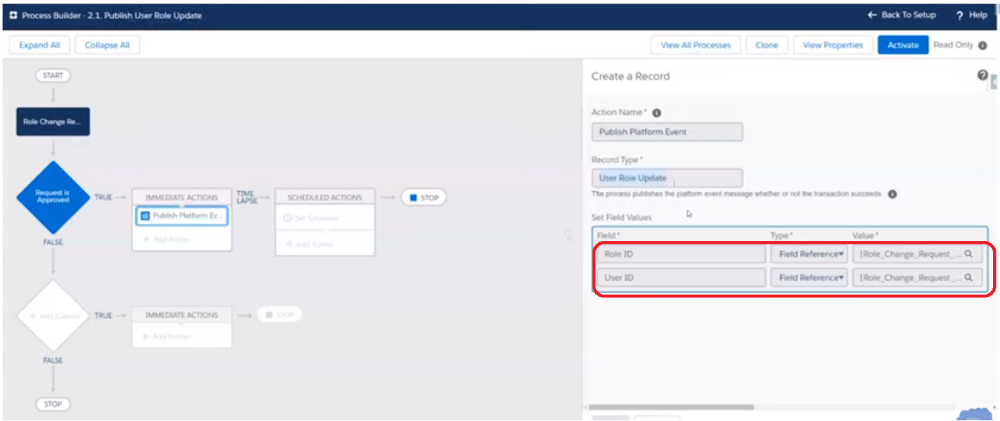 Process Builder - 2.1. Publish User Role Update
Back To Setup
? Help
Expand All
Collapse All
View All Processes
Clone
View Properties
Activate
Read Only
START
Role Change Re...
Request is
Approved
TRUE
IMMEDIATE ACTIONS
Publish Platform Ev...
+ Add Action
TIME
LAPSE
SCHEDULED ACTIONS
Set Schedule
+ Add Action
STOP
FALSE
+ Add Criteria
TRUE
IMMEDIATE ACTIONS
+ Add Action
STOP
FALSE
STOP
Create a Record
Action Name*
Publish Platform Event
Record Type*
User Role Update
The process publishes the platform event message whether or not the transaction succeeds.
Set Field Values
Field* Type* Value*
Role ID Field Reference [Role_Change_Request_...
User ID Field Reference [Role_Change_Request_...